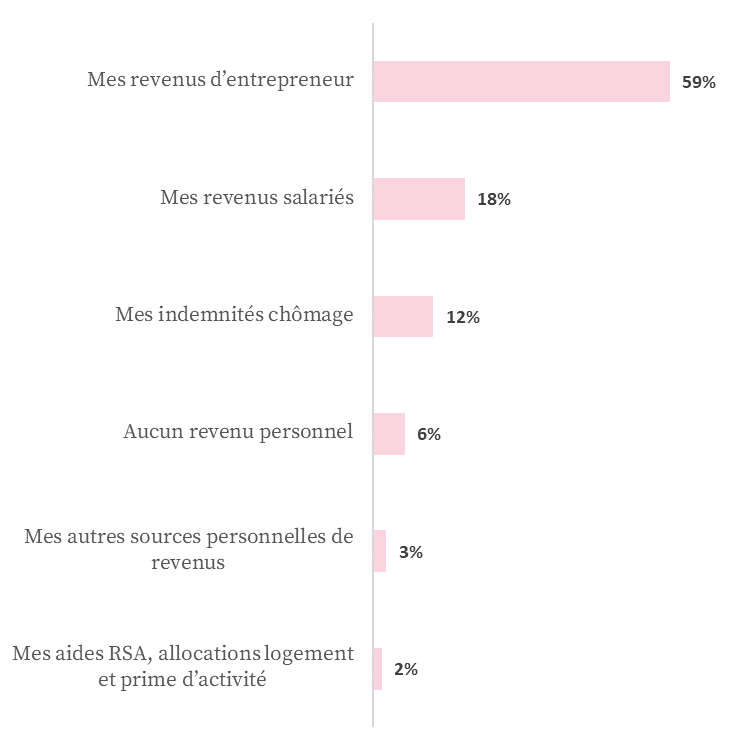 Mes revenus d’entrepreneur
59%
Mes revenus salariés
18%
Mes indemnités chômage
12%
Aucun revenu personnel
6%
Mes autres sources personnelles de
revenus
3%
Mes aides RSA, allocations logement
et prime d’activité
2%